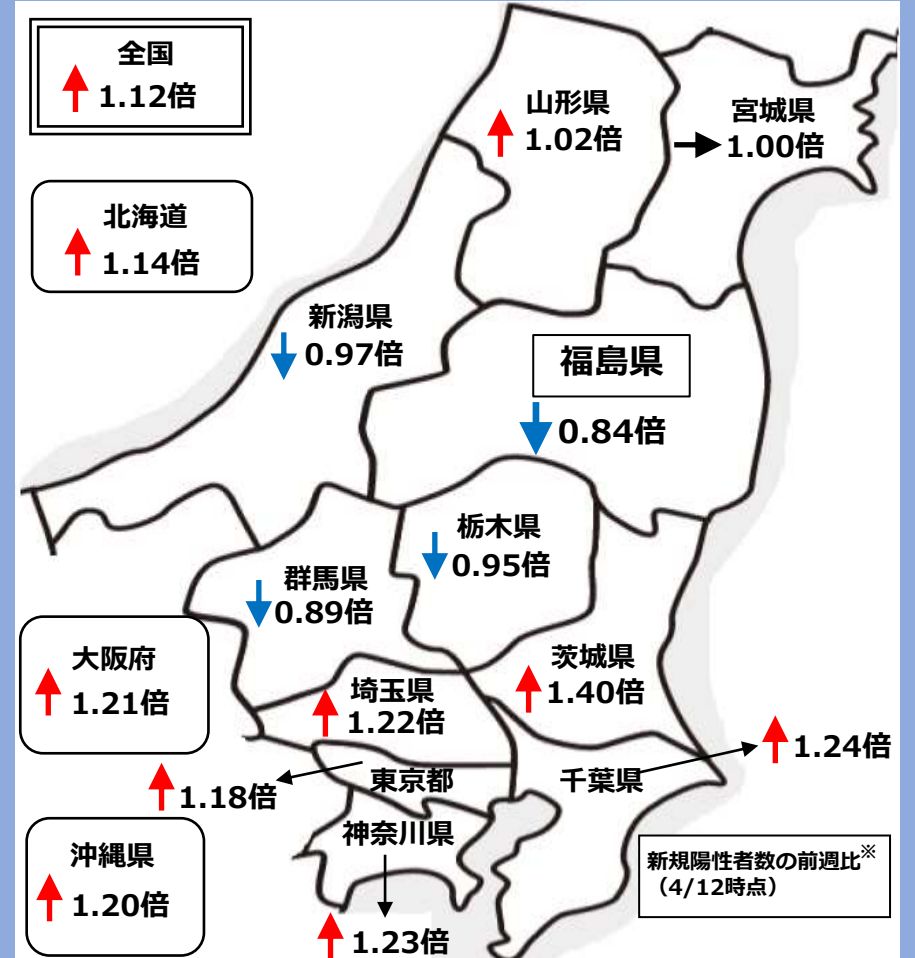 全国
1.12倍
山形県
1.02倍
宮城県
1.00倍
北海道
1.14倍
新潟県
0.97倍
福島県
0.84倍
栃木県
0.95倍
群馬県
0.89倍
大阪府
1.21倍
茨城県
1.40倍
埼玉県
1.22倍
1.24倍
千葉県
東京都
1.18倍
神奈川県
1.23倍
沖縄県
1.20倍
新規陽性者数の前週比※
（4/12時点）